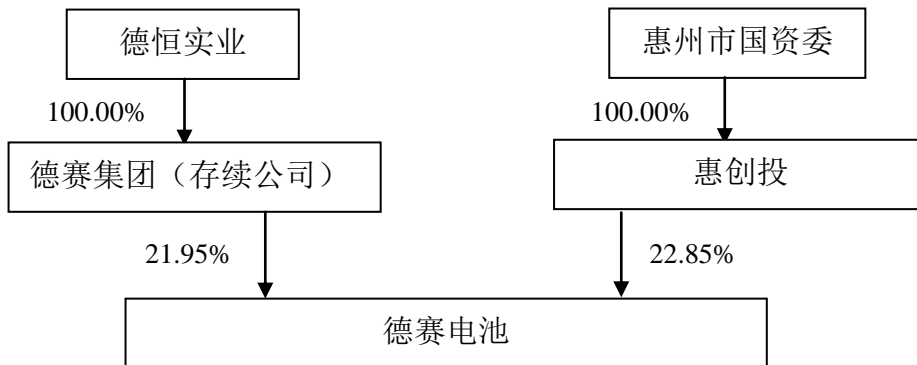 德恒实业
惠州市国资委
100.00%
100.00%
德赛集团（存续公司）
惠创投
21.95%
22.85%
德赛电池